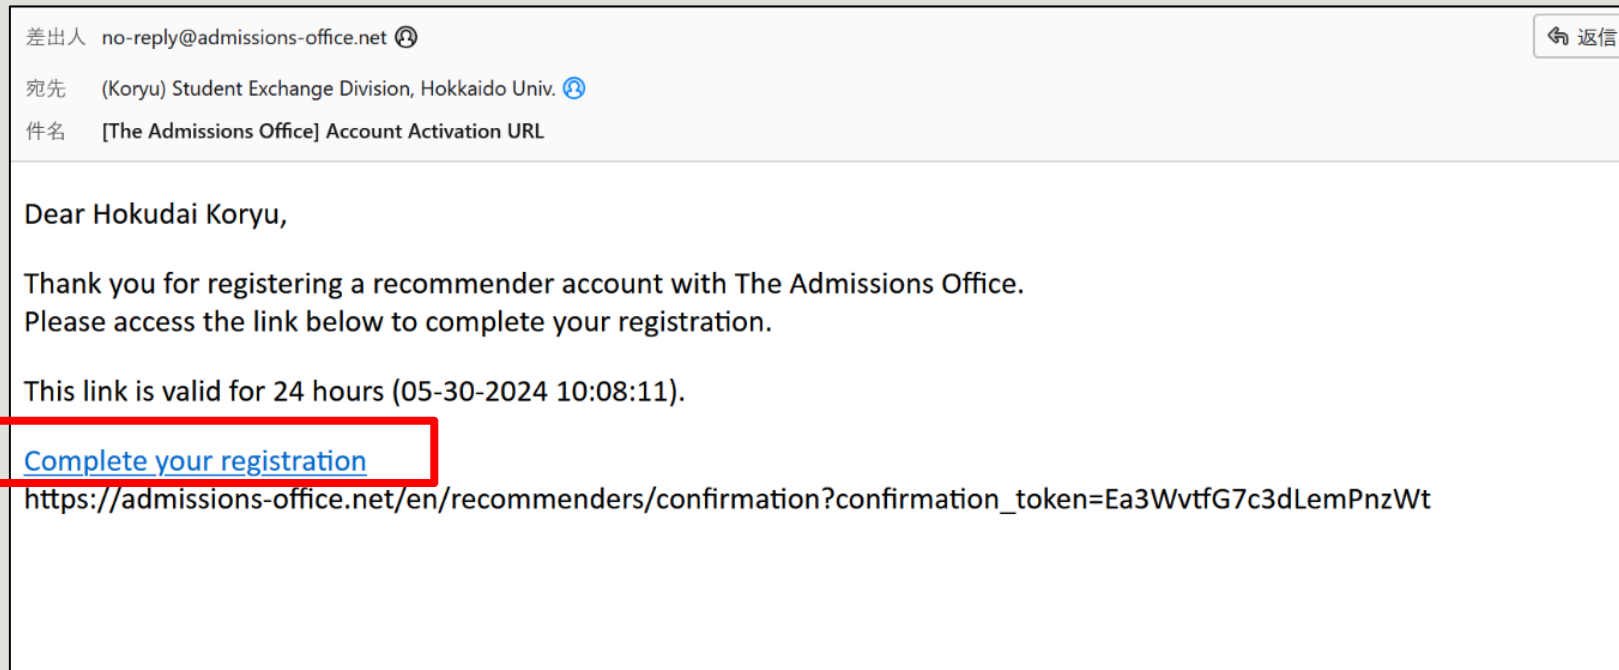 差出人 no-reply@admissions-office.net
返信
宛先 (Koryu) Student Exchange Division, Hokkaido Univ.
件名 [The Admissions Office] Account Activation URL
Dear Hokudai Koryu,
Thank you for registering a recommender account with The Admissions Office.
Please access the link below to complete your registration.
This link is valid for 24 hours (05-30-2024 10:08:11).
Complete your registration
https://admissions-office.net/en/recommenders/confirmation?confirmation_token=Ea3WvtfG7c3dLemPnzWt